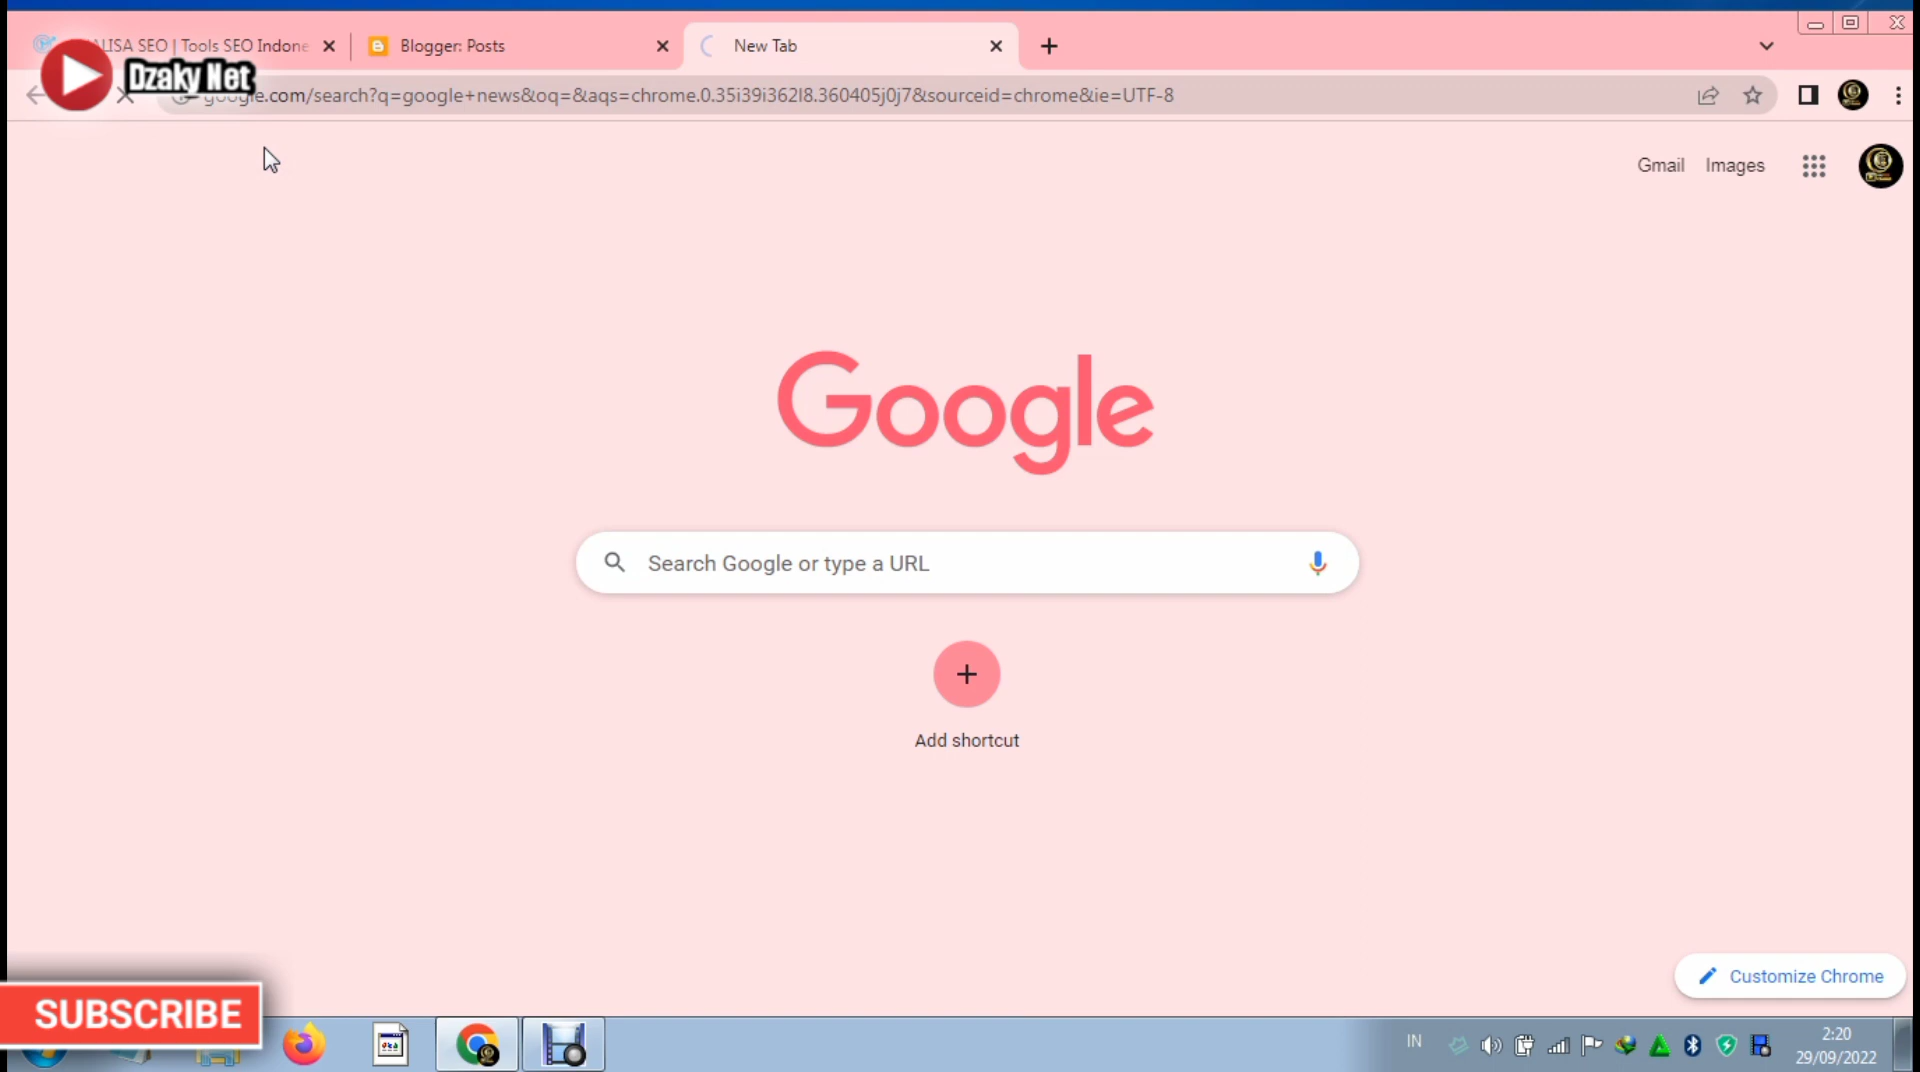 ALISA SEO | Tools SEO Indone
Blogger: Posts
New Tab
Dzaky Net
google.com/search?q=google+news&oq=&aqs=chrome.0.35i39i362l8.360405j0j7&sourceid=chrome&ie=UTF-8
Gmail
Images
Google
Search Google or type a URL
Add shortcut
Customize Chrome
SUBSCRIBE
IN
2:20
29/09/2022